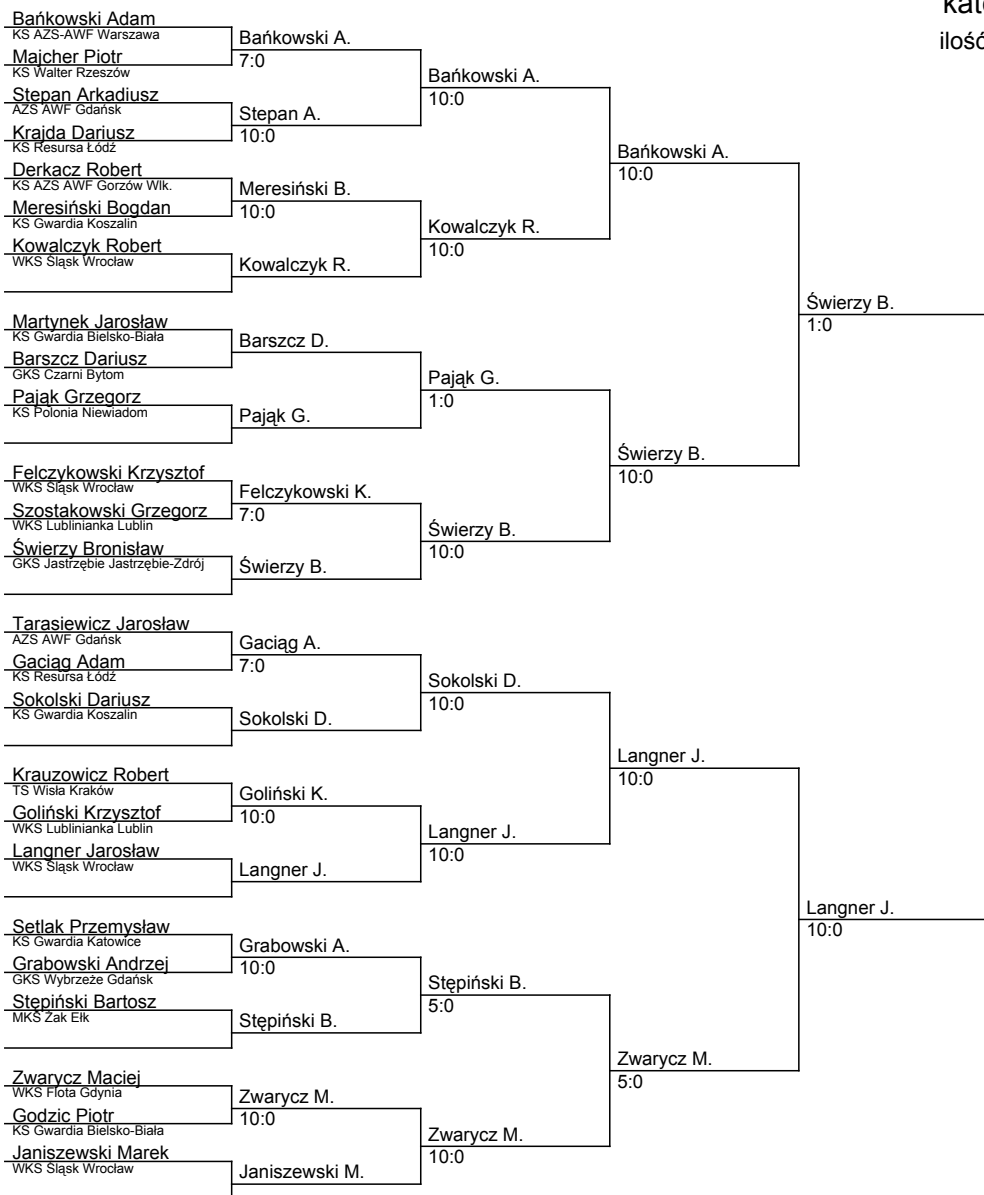 kate
ilość
Bańkowski Adam
KS AZS-AWF Warszawa
Majcher Piotr
KS Walter Rzeszów
Stepan Arkadiusz
AZS AWF Gdańsk
Krajda Dariusz
KS Resursa Łódź
Derkacz Robert
KS AZS AWF Gorzów Wlk.
Meresiński Bogdan
KS Gwardia Koszalin
Kowalczyk Robert
WKS Śląsk Wrocław
Martynek Jarosław
KS Gwardia Bielsko-Biała
Barszcz Dariusz
GKS Czarni Bytom
Pająk Grzegorz
KS Polonia Niewiadom
Felczykowski Krzysztof
WKS Śląsk Wrocław
Szostakowski Grzegorz
WKS Lublinianka Lublin
Świerzy Bronisław
GKS Jastrzębie Jastrzębie-Zdrój
Tarasiewicz Jarosław
AZS AWF Gdańsk
Gaciąg Adam
KS Resursa Łódź
Sokolski Dariusz
KS Gwardia Koszalin
Krauzowicz Robert
TS Wisła Kraków
Goliński Krzysztof
WKS Lublinianka Lublin
Langner Jarosław
WKS Śląsk Wrocław
Setlak Przemysław
KS Gwardia Katowice
Grabowski Andrzej
GKS Wybrzeże Gdańsk
Stępiński Bartosz
MKS Żak Ełk
Zwarycz Maciej
WKS Flota Gdynia
Godzic Piotr
KS Gwardia Bielsko-Biała
Janiszewski Marek
WKS Śląsk Wrocław
Bańkowski A.
7:0
Stepan A.
10:0
Meresiński B.
10:0
Kowalczyk R.
Barszcz D.
Pająk G.
Felczykowski K.
7:0
Świerzy B.
Gaciąg A.
7:0
Sokolski D.
Goliński K.
10:0
Langner J.
Grabowski A.
10:0
Stępiński B.
Zwarycz M.
10:0
Janiszewski M.
Bańkowski A.
10:0
Kowalczyk R.
10:0
Pająk G.
1:0
Świerzy B.
10:0
Sokolski D.
10:0
Langner J.
10:0
Stępiński B.
5:0
Zwarycz M.
10:0
Bańkowski A.
10:0
Świerzy B.
10:0
Langner J.
10:0
Zwarycz M.
5:0
Świerzy B.
1:0
Langner J.
10:0